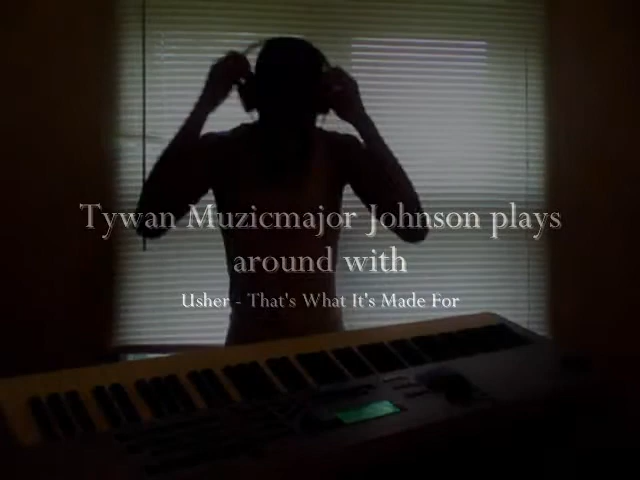 Tywan Muzicmajor Johnson plays
around with
Usher - That's What It's Made For